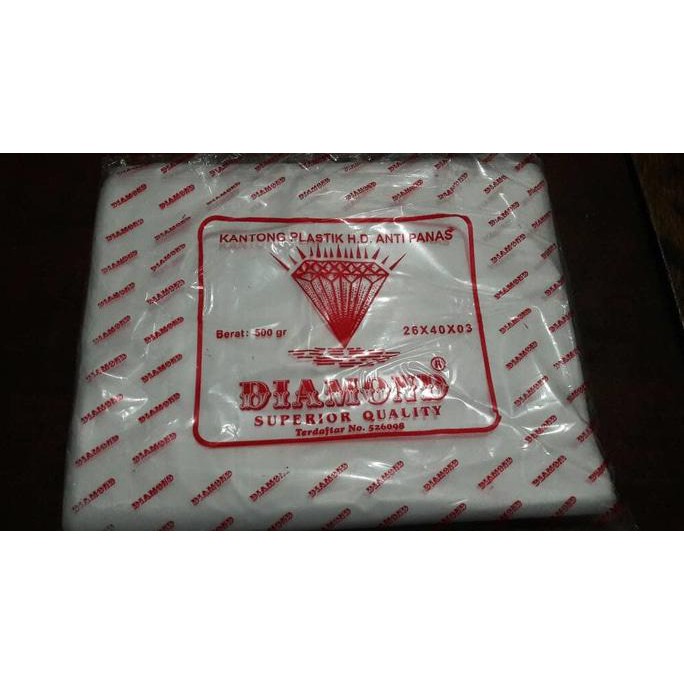 KANTONG PLASTIK H.D. ANTI PANAS
Berat: 500 gr 26X40X03
DIAMOND ®
SUPERIOR QUALITY
Terdaftar No. 526098